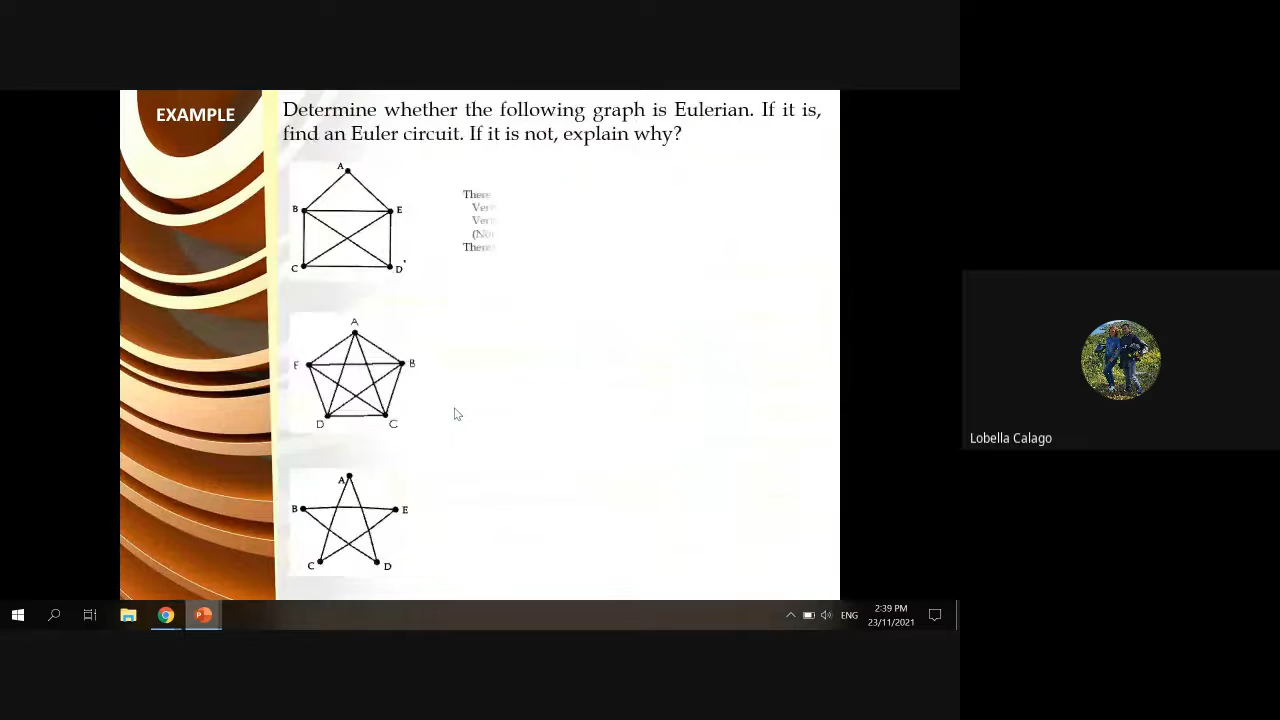 EXAMPLE
Determine whether the following graph is Eulerian. If it is,
find an Euler circuit. If it is not, explain why?
A
B
E
C
D
There
A
F
B
D
C
A
B
E
C
D
Lobella Calago
ENG
2:39 PM
23/11/2021